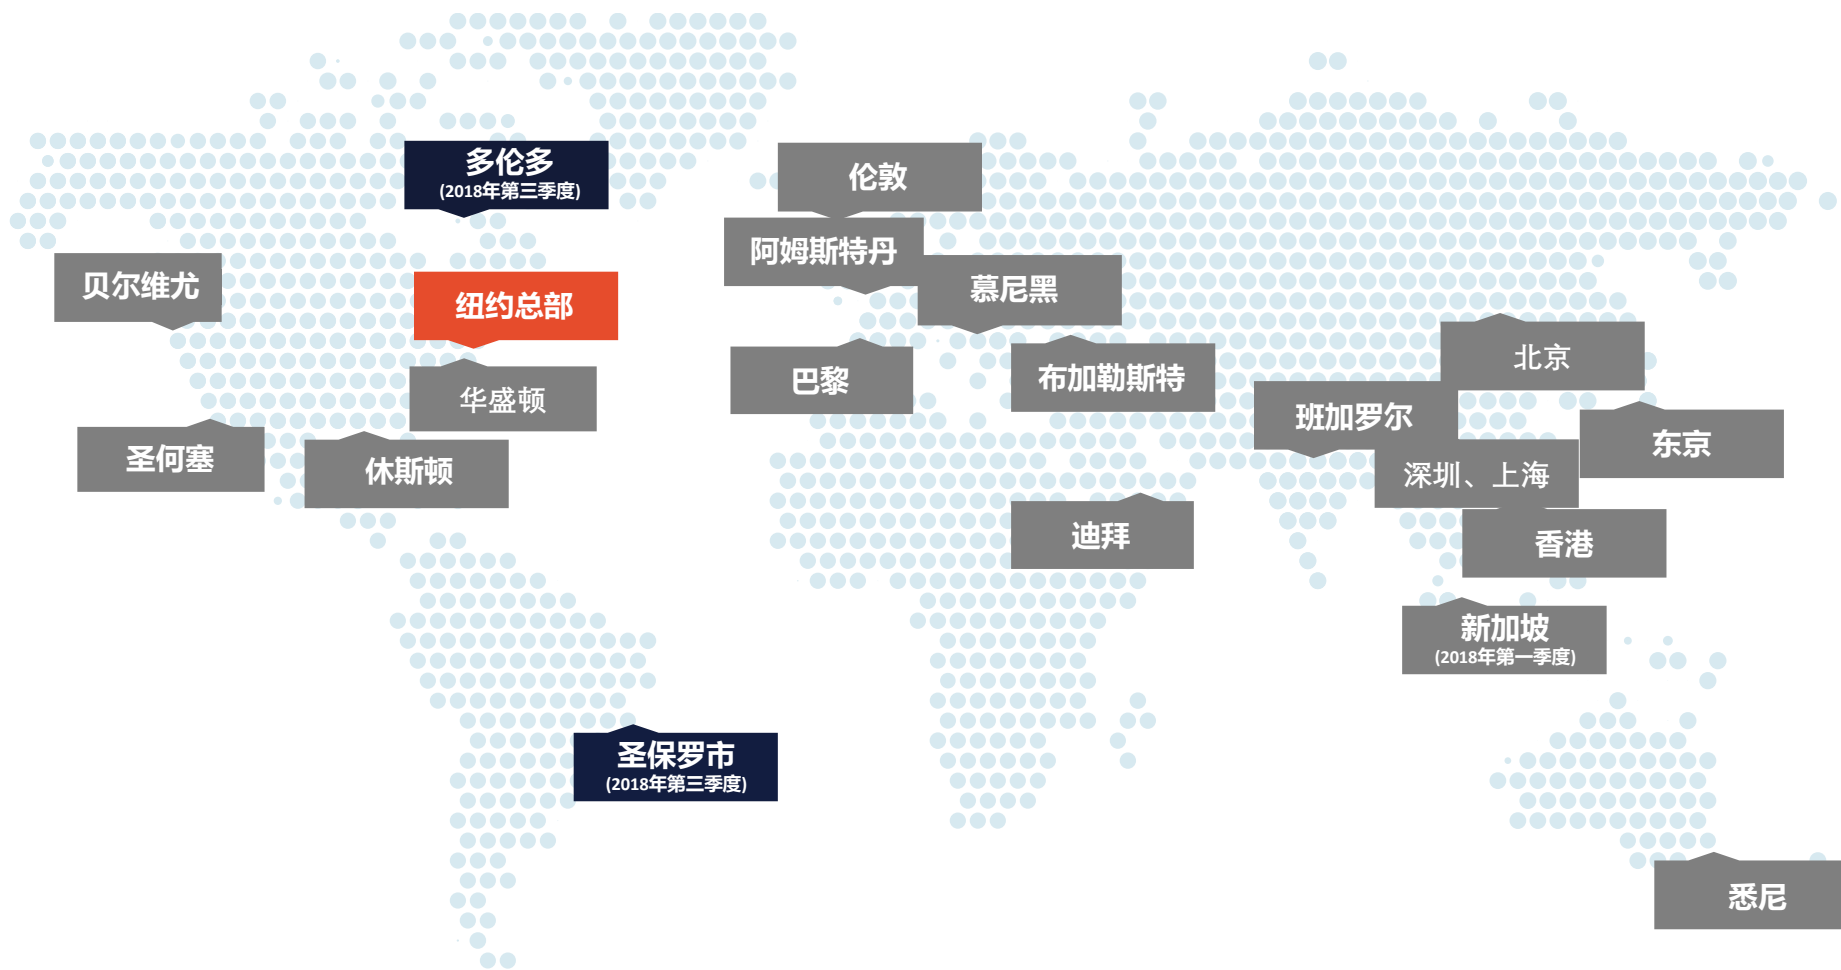 多伦多
(2018年第三季度)
伦敦
阿姆斯特丹
慕尼黑
贝尔维尤
纽约总部
华盛顿
巴黎
布加勒斯特
北京
班加罗尔
东京
圣何塞
休斯顿
深圳、上海
迪拜
香港
新加坡
(2018年第一季度)
圣保罗市
(2018年第三季度)
悉尼